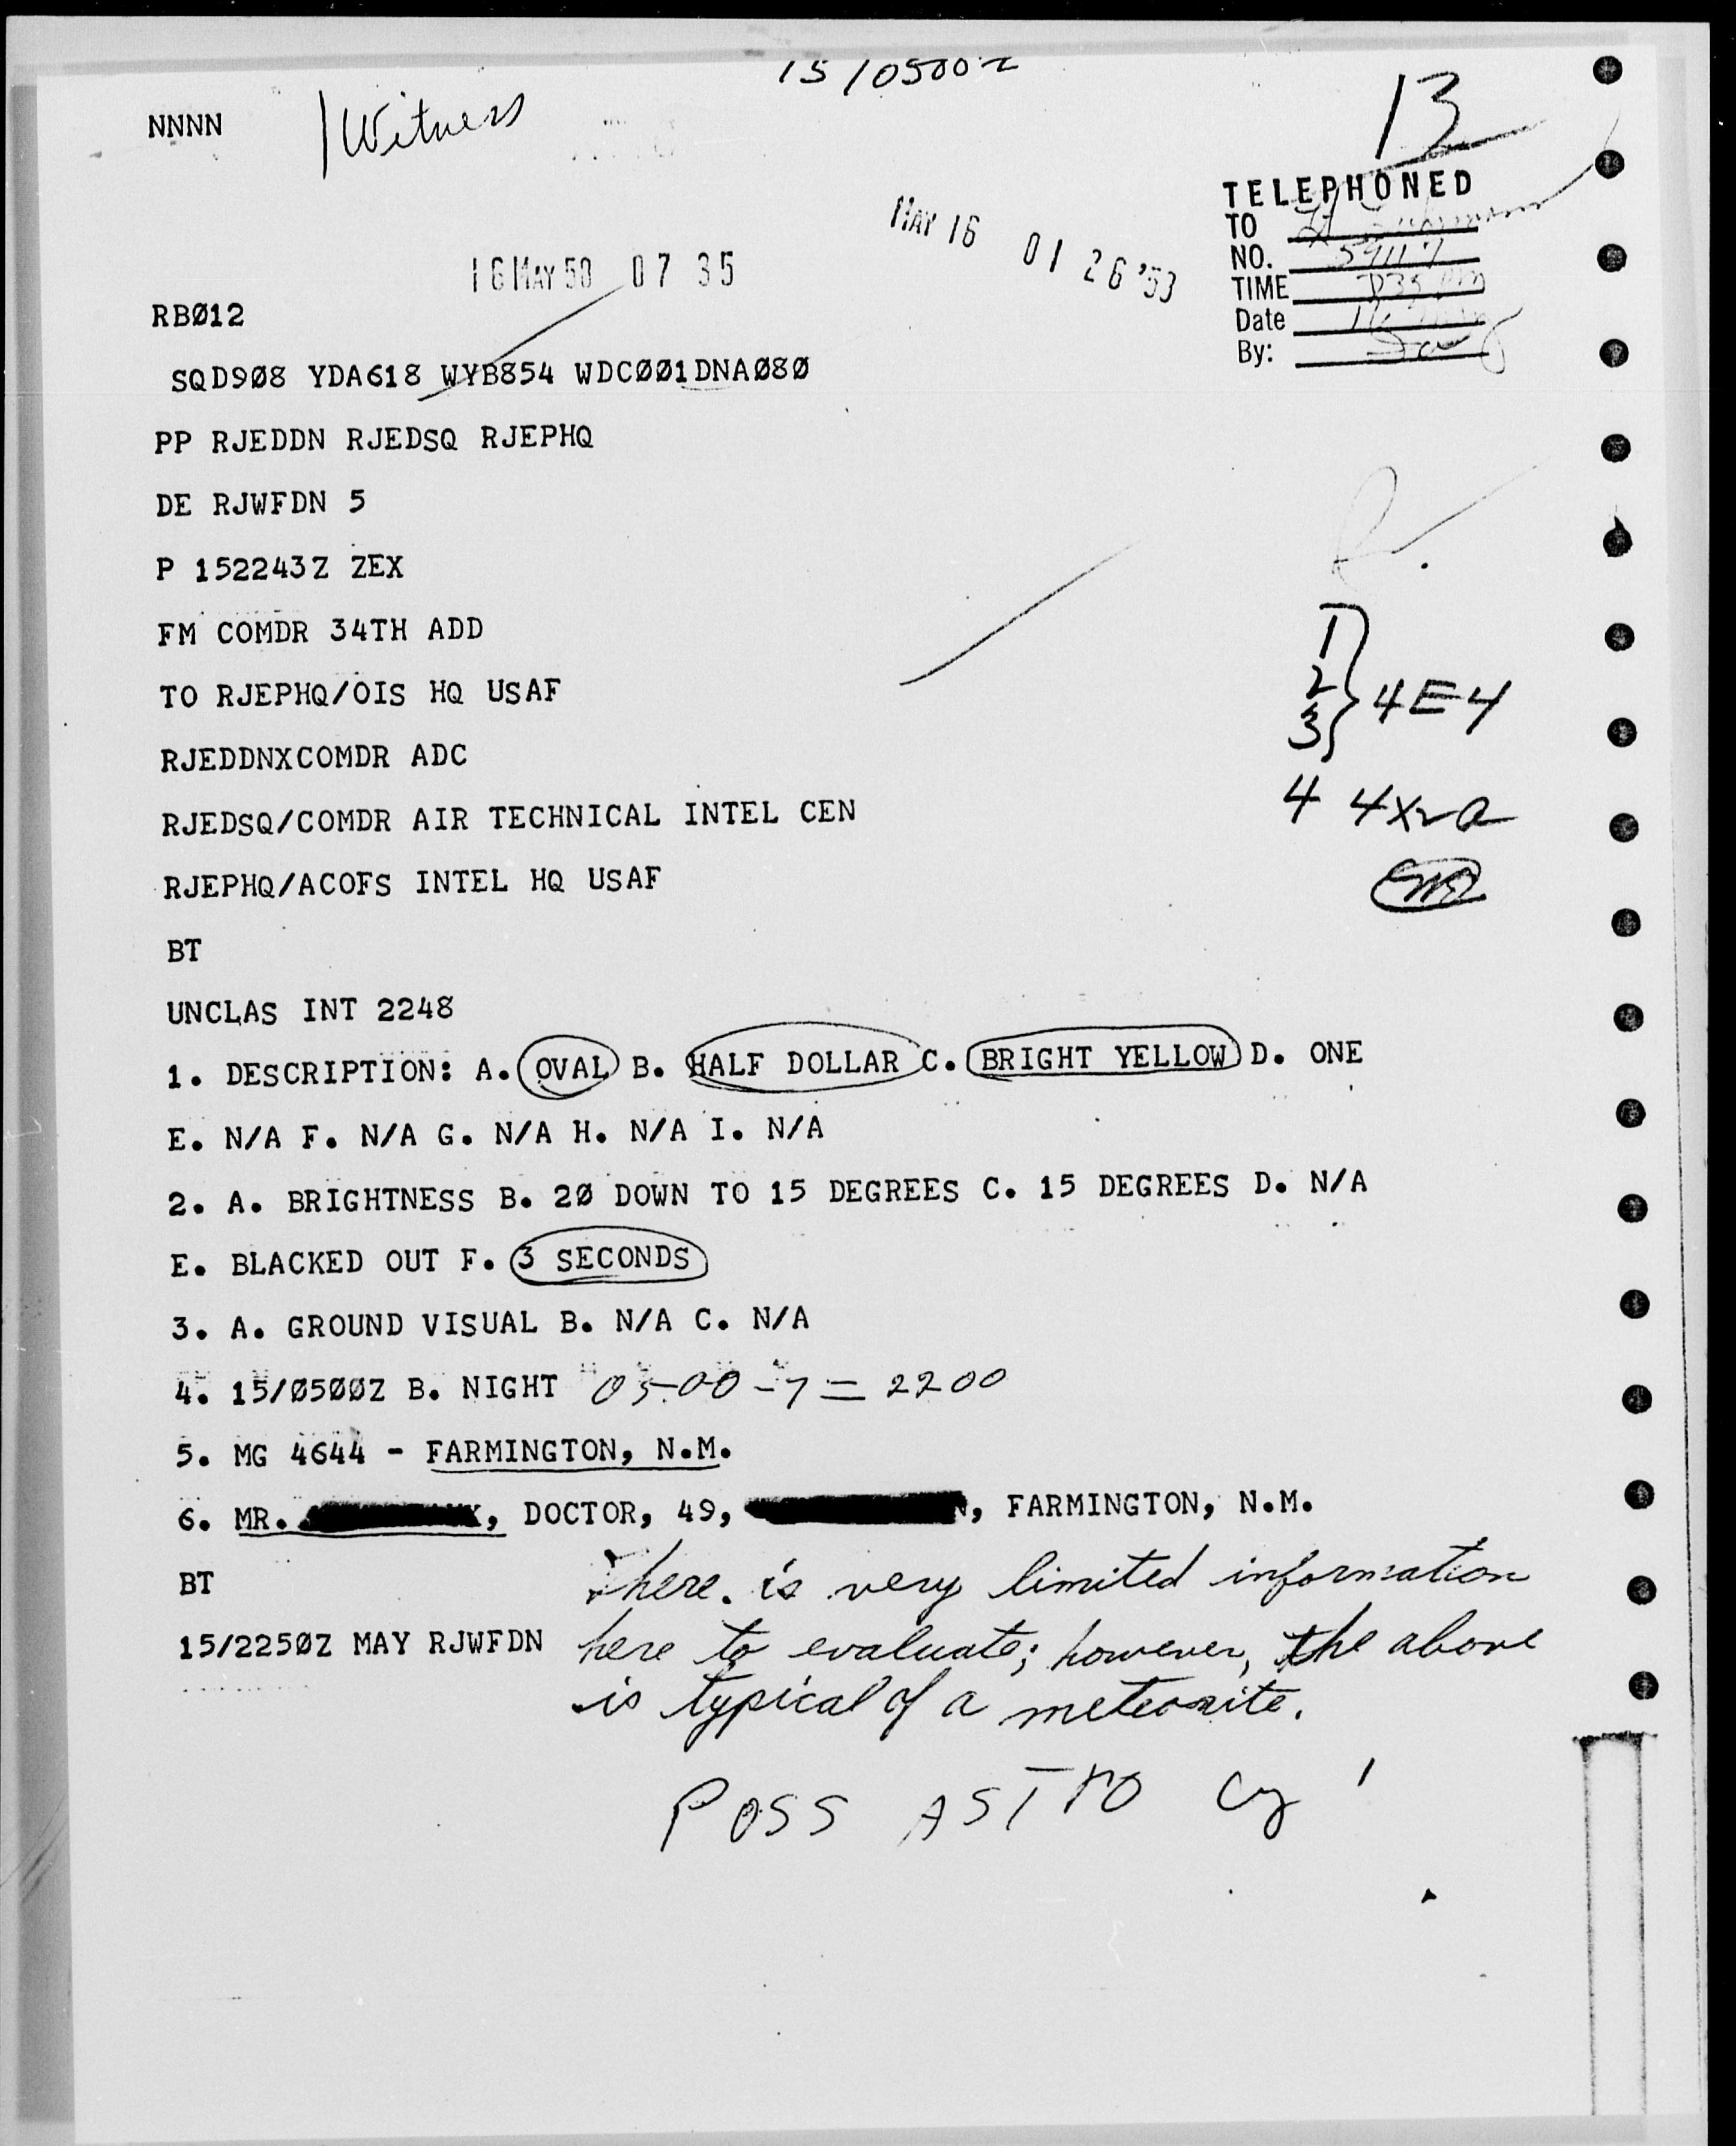 15/0500Z
NNNN
1 Witness
13
TELEPHONED
TO
NO. 59117
TIME
Date
By:
MAY 16 01 26 '53
16 MAY 58 07 35
RBØ12
SQD9Ø8 YDA618 WYB854 WDCØØ1DNAØ8Ø
PP RJEDDN RJEDSQ RJEPHQ
DE RJWFDN 5
P 152243Z ZEX
FM COMDR 34TH ADD
TO RJEPHQ/OIS HQ USAF
RJEDDNXCOMDR ADC
RJEDSQ/COMDR AIR TECHNICAL INTEL CEN
RJEPHQ/ACOFS INTEL HQ USAF
1
2
3 } 4E4
4 4X2a
BT
UNCLAS INT 2248
1. DESCRIPTION: A. OVAL B. HALF DOLLAR C. BRIGHT YELLOW D. ONE
E. N/A F. N/A G. N/A H. N/A I. N/A
2. A. BRIGHTNESS B. 2Ø DOWN TO 15 DEGREES C. 15 DEGREES D. N/A
E. BLACKED OUT F. 3 SECONDS
3. A. GROUND VISUAL B. N/A C. N/A
4. 15/Ø5ØØZ B. NIGHT 05-00 -7 = 2200
5. MG 4644 - FARMINGTON, N.M.
6. MR. , DOCTOR, 49, , FARMINGTON, N.M.
BT There is very limited information
15/225ØZ MAY RJWFDN here to evaluate; however, the above
is typical of a meteorite.
POSS ASTRO